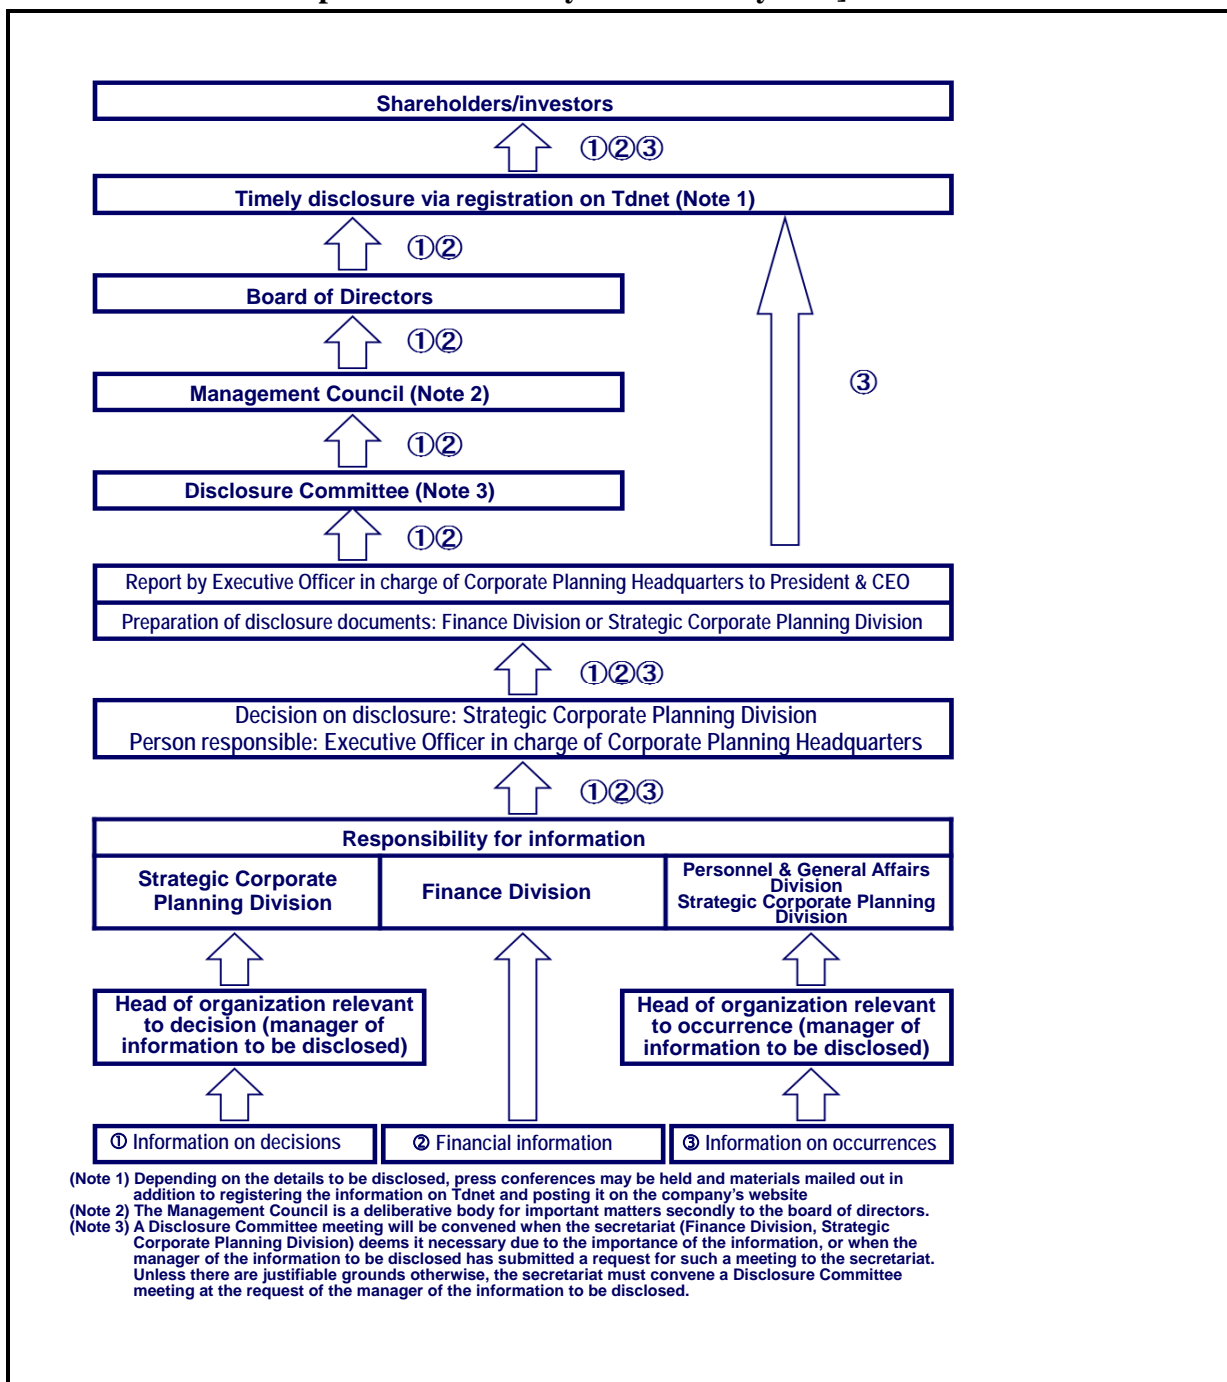 Shareholders/investors
①②③
Timely disclosure via registration on Tdnet (Note 1)
①②
Board of Directors
①②
Management Council (Note 2)
③
①②
Disclosure Committee (Note 3)
①②
Report by Executive Officer in charge of Corporate Planning Headquarters to President & CEO
Preparation of disclosure documents: Finance Division or Strategic Corporate Planning Division
①②③
Decision on disclosure: Strategic Corporate Planning Division
Person responsible: Executive Officer in charge of Corporate Planning Headquarters
①②③
Responsibility for information
Strategic Corporate
Planning Division
Finance Division
Personnel & General Affairs
Division
Strategic Corporate Planning
Division
Head of organization relevant
to decision (manager of
information to be disclosed)
Head of organization relevant
to occurrence (manager of
information to be disclosed)
① Information on decisions
② Financial information
③ Information on occurrences
(Note 1) Depending on the details to be disclosed, press conferences may be held and materials mailed out in
addition to registering the information on Tdnet and posting it on the company's website
(Note 2) The Management Council is a deliberative body for important matters secondly to the board of directors.
(Note 3) A Disclosure Committee meeting will be convened when the secretariat (Finance Division, Strategic
Corporate Planning Division) deems it necessary due to the importance of the information, or when the
manager of the information to be disclosed has submitted a request for such a meeting to the secretariat.
Unless there are justifiable grounds otherwise, the secretariat must convene a Disclosure Committee
meeting at the request of the manager of the information to be disclosed.